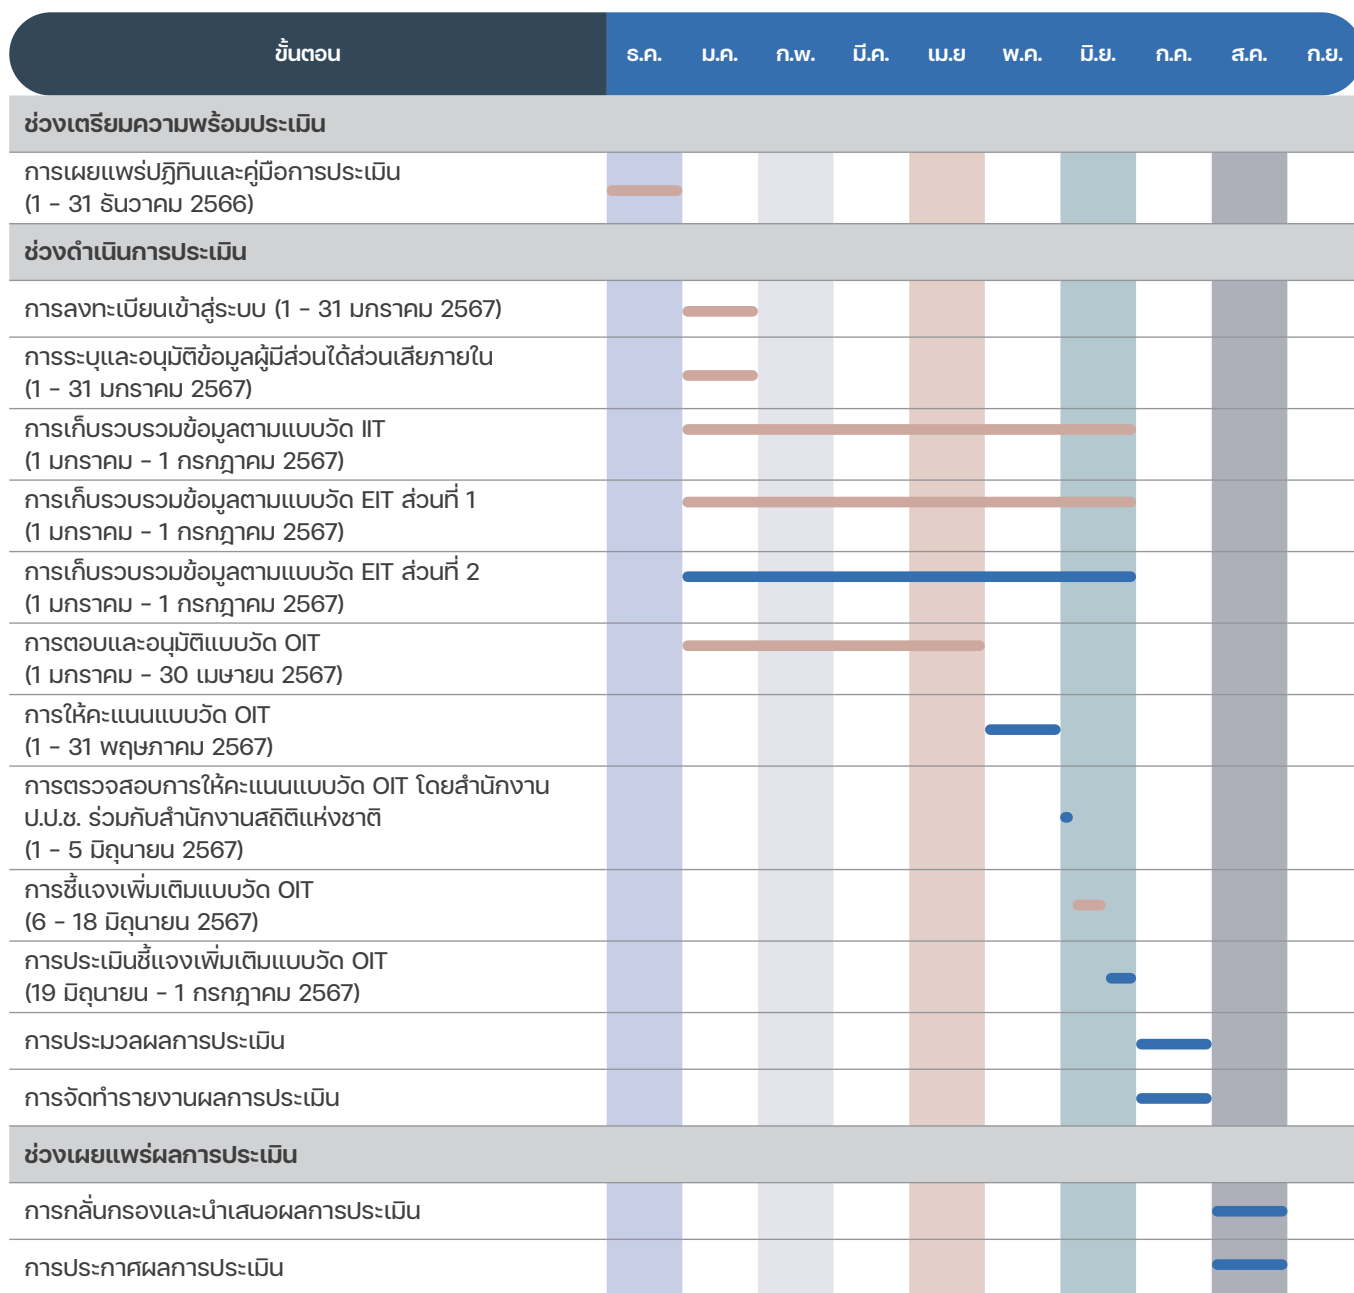 ขั้นตอน ธ.ค. ม.ค. ก.พ. มี.ค. เม.ย พ.ค. มิ.ย. ก.ค. ส.ค. ก.ย.
ช่วงเตรียมความพร้อมประเมิน
การเผยแพร่ปฏิทินและคู่มือการประเมิน
(1 - 31 ธันวาคม 2566)
ช่วงดำเนินการประเมิน
การลงทะเบียนเข้าสู่ระบบ (1 - 31 มกราคม 2567)
การระบุและอนุมัติข้อมูลผู้มีส่วนได้ส่วนเสียภายใน
(1 - 31 มกราคม 2567)
การเก็บรวบรวมข้อมูลตามแบบวัด IIT
(1 มกราคม - 1 กรกฎาคม 2567)
การเก็บรวบรวมข้อมูลตามแบบวัด EIT ส่วนที่ 1
(1 มกราคม - 1 กรกฎาคม 2567)
การเก็บรวบรวมข้อมูลตามแบบวัด EIT ส่วนที่ 2
(1 มกราคม - 1 กรกฎาคม 2567)
การตอบและอนุมัติแบบวัด OIT
(1 มกราคม - 30 เมษายน 2567)
การให้คะแนนแบบวัด OIT
(1 - 31 พฤษภาคม 2567)
การตรวจสอบการให้คะแนนแบบวัด OIT โดยสำนักงาน
ป.ป.ช. ร่วมกับสำนักงานสถิติแห่งชาติ
(1 - 5 มิถุนายน 2567)
การชี้แจงเพิ่มเติมแบบวัด OIT
(6 - 18 มิถุนายน 2567)
การประเมินชี้แจงเพิ่มเติมแบบวัด OIT
(19 มิถุนายน - 1 กรกฎาคม 2567)
การประมวลผลการประเมิน
การจัดทำรายงานผลการประเมิน
ช่วงเผยแพร่ผลการประเมิน
การกลั่นกรองและนำเสนอผลการประเมิน
การประกาศผลการประเมิน